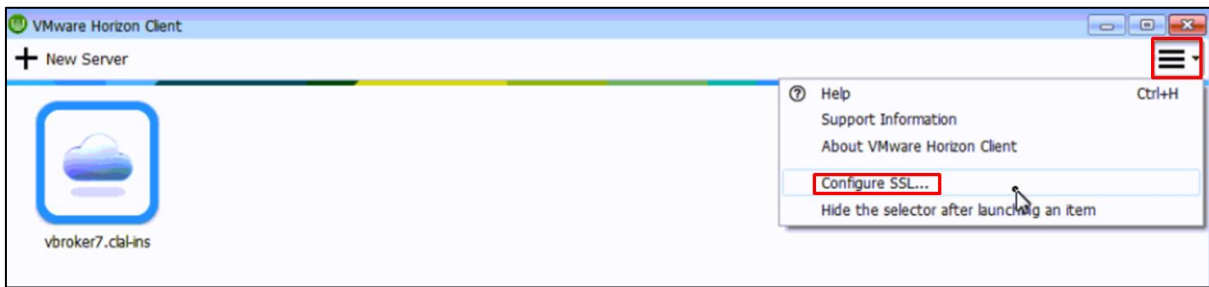 VMware Horizon Client
New Server
Help Ctrl+H
Support Information
About VMware Horizon Client
Configure SSL...
Hide the selector after launching an item
vbroker7.clal-ins